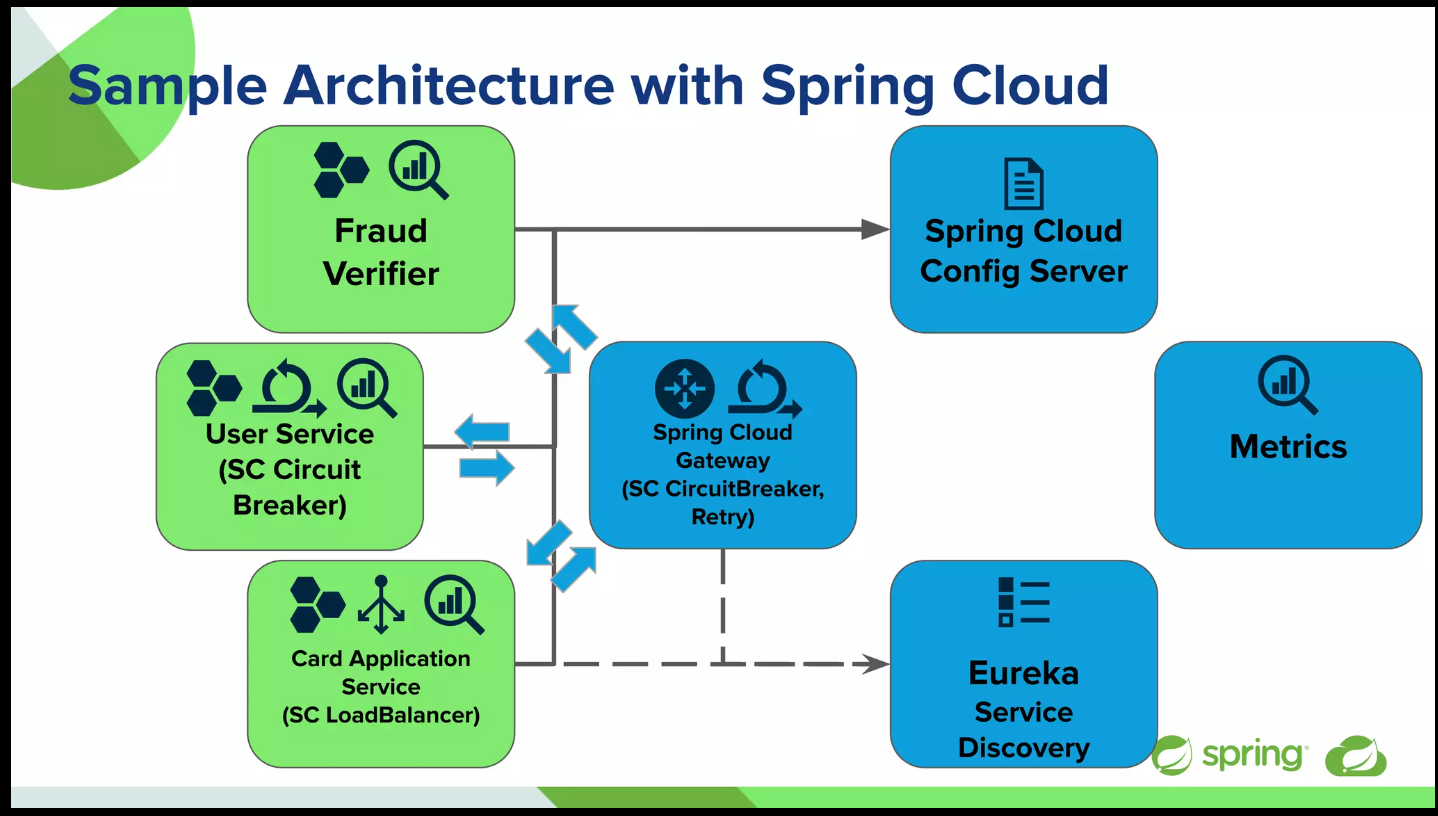 Sample Architecture with Spring Cloud
Fraud
Verifier
Spring Cloud
Config Server
User Service
(SC Circuit
Breaker)
Spring Cloud
Gateway
(SC CircuitBreaker,
Retry)
Metrics
Card Application
Service
(SC LoadBalancer)
Eureka
Service
Discovery
spring®